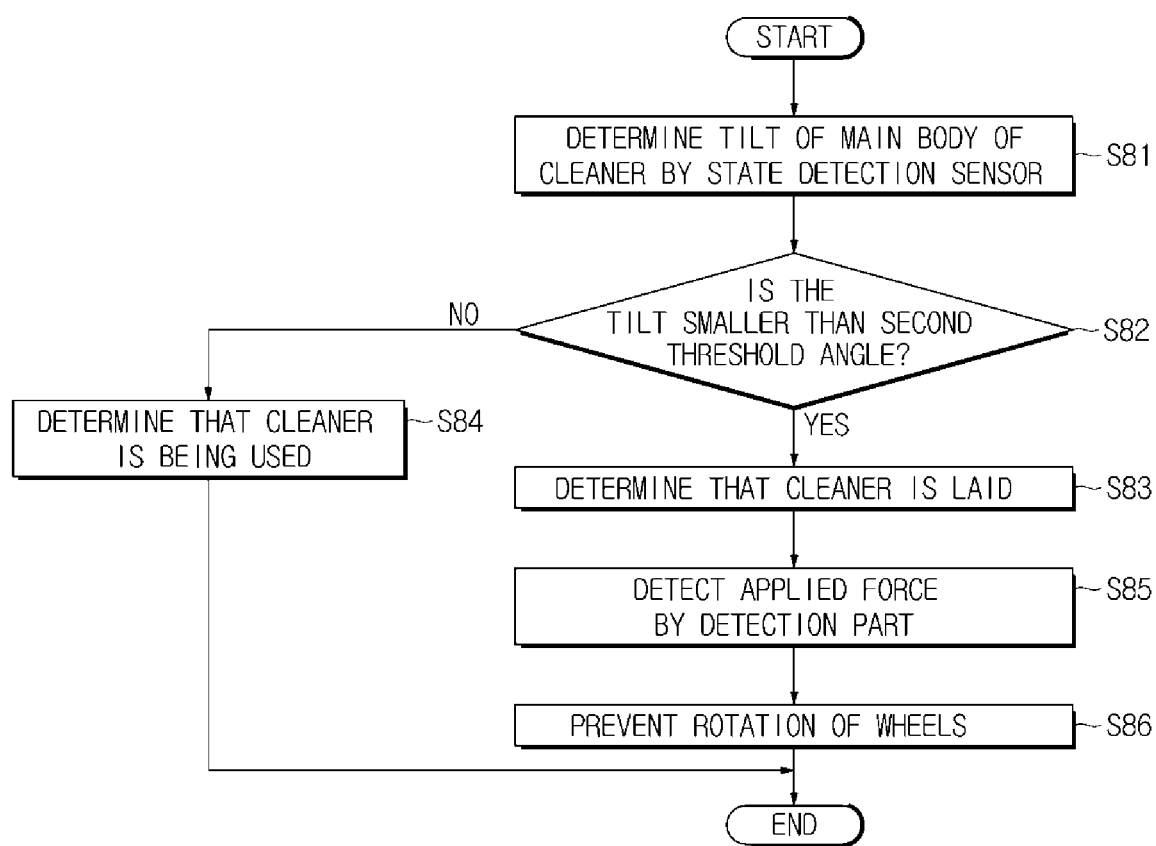 START
DETERMINE TILT OF MAIN BODY OF
CLEANER BY STATE DETECTION SENSOR
S81
IS THE
TILT SMALLER THAN SECOND
THRESHOLD ANGLE?
S82
NO
YES
DETERMINE THAT CLEANER
IS BEING USED
S84
DETERMINE THAT CLEANER IS LAID
S83
DETECT APPLIED FORCE
BY DETECTION PART
S85
PREVENT ROTATION OF WHEELS
S86
END